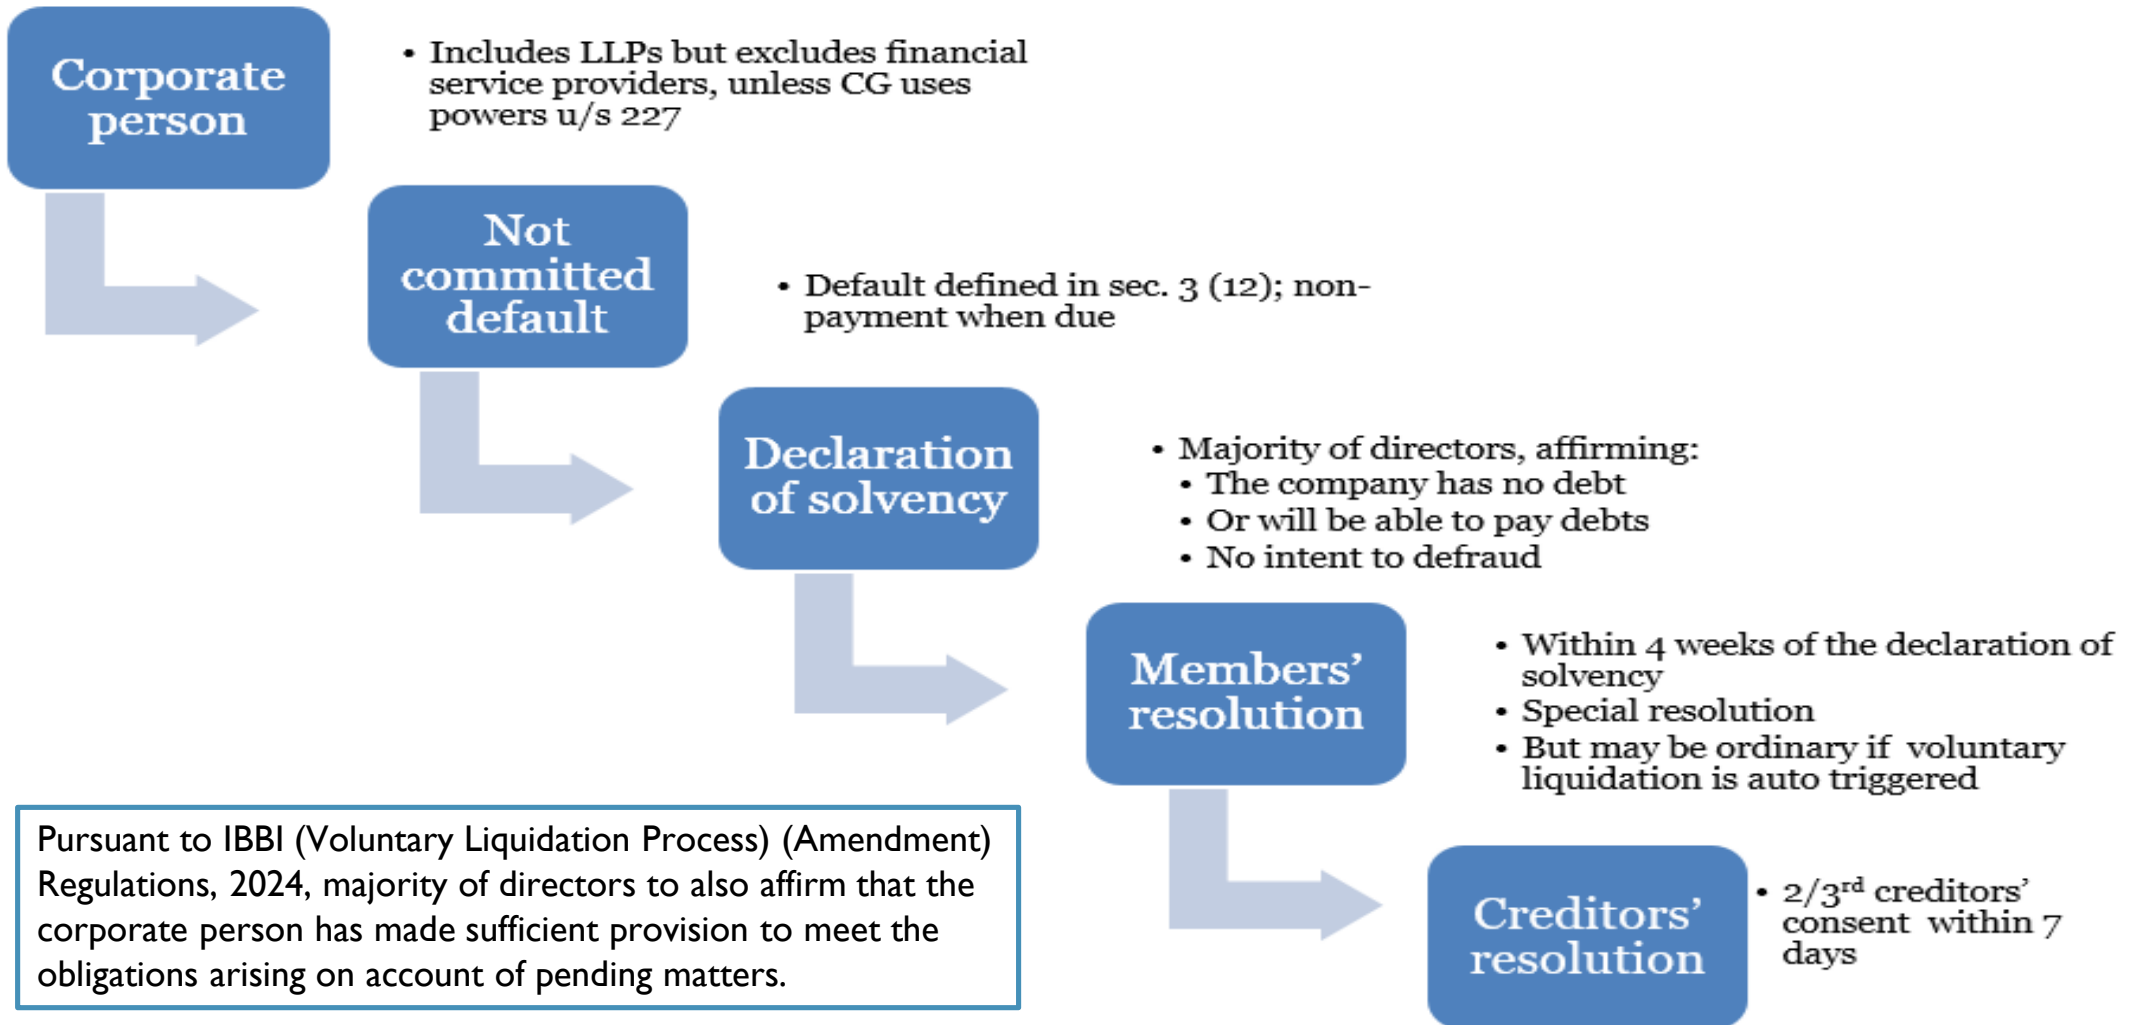 Corporate
person
• Includes LLPs but excludes financial
service providers, unless CG uses
powers u/s 227
Not
committed
default
• Default defined in sec. 3 (12); non-
payment when due
Declaration
of solvency
• Majority of directors, affirming:
• The company has no debt
• Or will be able to pay debts
• No intent to defraud
Members’
resolution
• Within 4 weeks of the declaration of
solvency
• Special resolution
• But may be ordinary if voluntary
liquidation is auto triggered
Creditors’
resolution
• 2/3rd creditors’
consent within 7
days
Pursuant to IBBI (Voluntary Liquidation Process) (Amendment)
Regulations, 2024, majority of directors to also affirm that the
corporate person has made sufficient provision to meet the
obligations arising on account of pending matters.